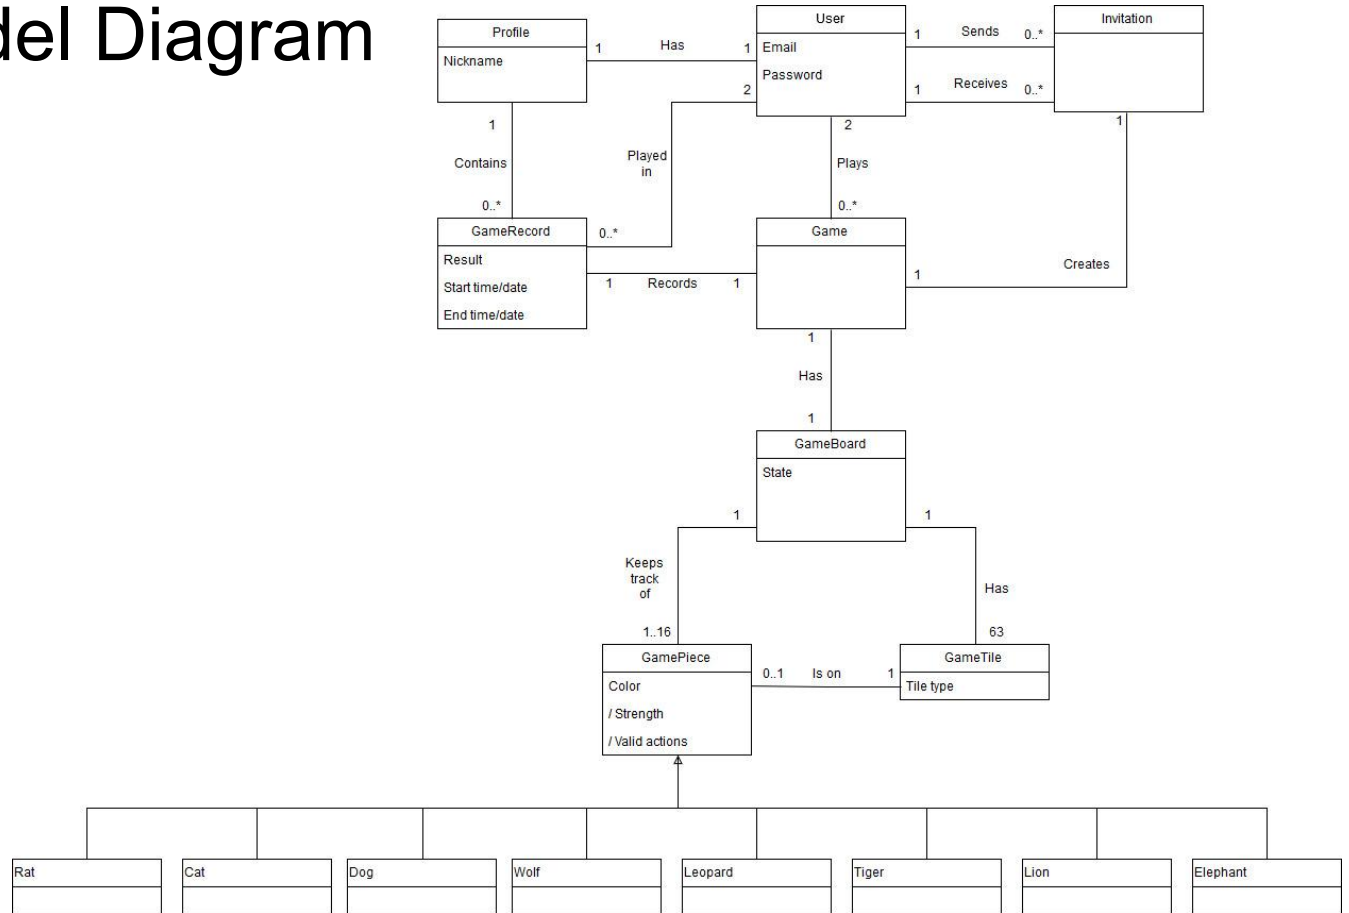 del Diagram
Profile
Nickname
1
Has
1
User
Email
Password
1
Sends
0..*
1
Receives
0..*
Invitation
1
Contains
0..*
2
Played
in
0..*
2
Plays
0..*
1
Creates
1
GameRecord
Result
Start time/date
End time/date
1
Records
1
Game
1
Has
1
GameBoard
State
1
Keeps
track
of
1..16
1
Has
63
GamePiece
Color
/ Strength
/ Valid actions
0..1
Is on
1
GameTile
Tile type
Rat
Cat
Dog
Wolf
Leopard
Tiger
Lion
Elephant